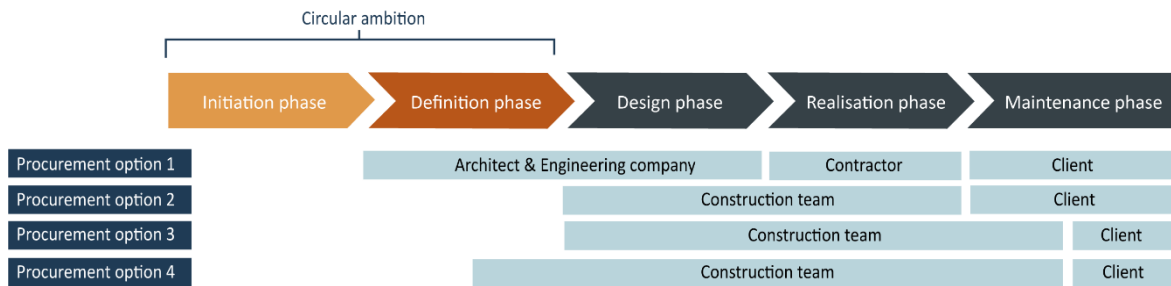 Circular ambition
Initiation phase Definition phase Design phase Realisation phase Maintenance phase
Procurement option 1 Architect & Engineering company Contractor Client
Procurement option 2 Construction team Client
Procurement option 3 Construction team Client
Procurement option 4 Construction team Client